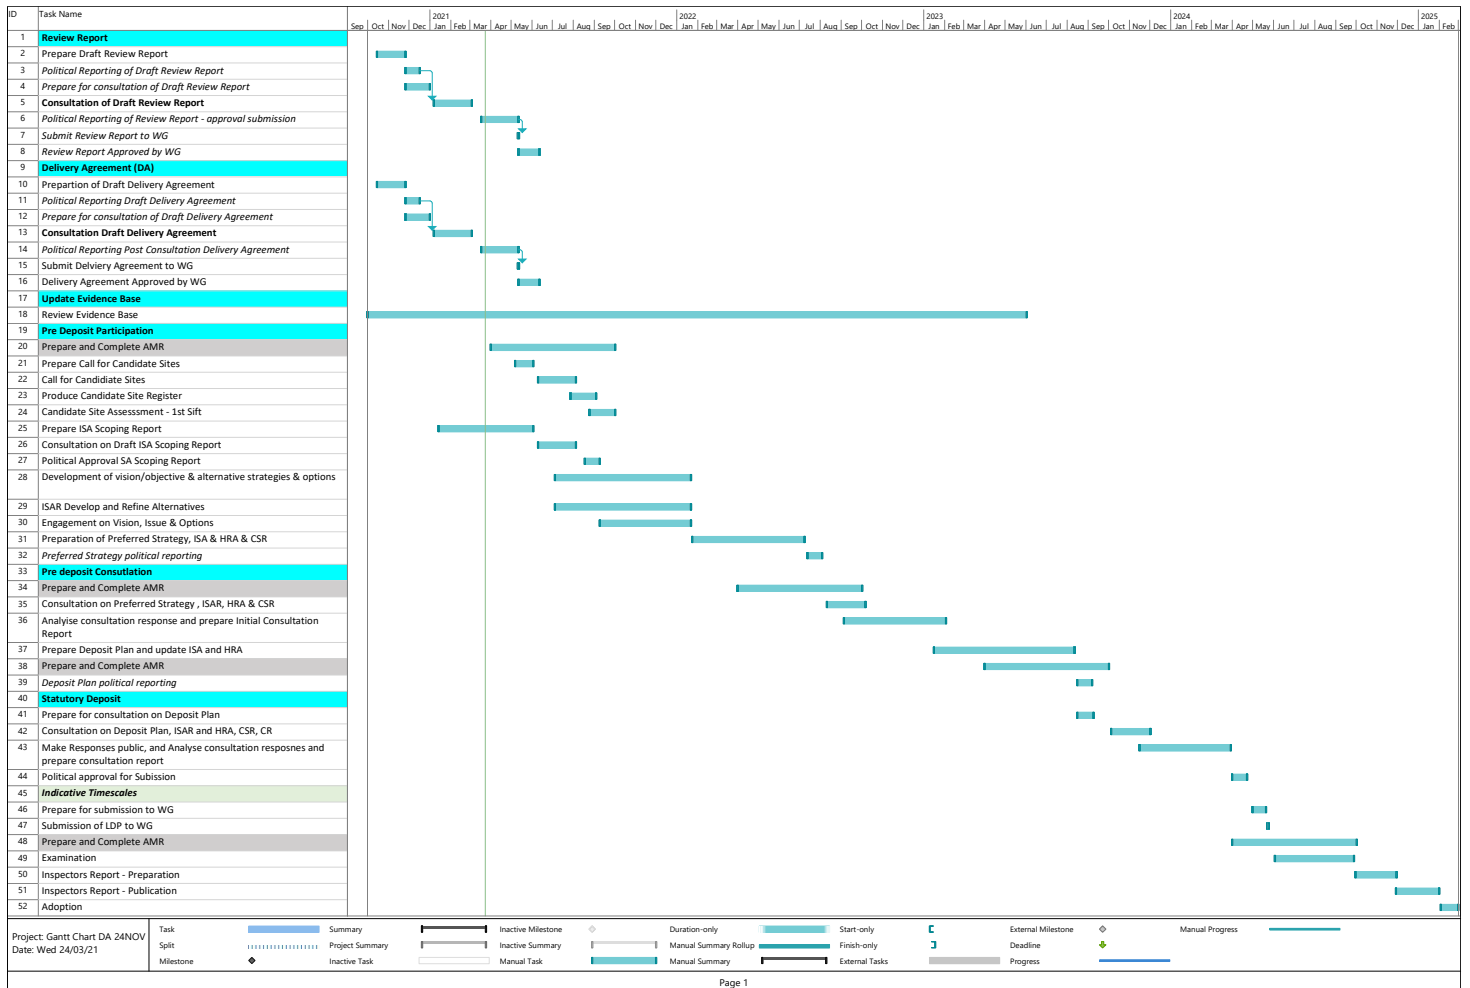 ID Task Name 2021 2022 2023 2024 2025
Sep Oct Nov Dec Jan Feb Mar Apr May Jun Jul Aug Sep Oct Nov Dec Jan Feb Mar Apr May Jun Jul Aug Sep Oct Nov Dec Jan Feb Mar Apr May Jun Jul Aug Sep Oct Nov Dec Jan Feb Mar Apr May Jun Jul Aug Sep Oct Nov Dec Jan Feb
1 Review Report
2 Prepare Draft Review Report
3 Political Reporting of Draft Review Report
4 Prepare for consultation of Draft Review Report
5 Consultation of Draft Review Report
6 Political Reporting of Review Report - approval submission
7 Submit Review Report to WG
8 Review Report Approved by WG
9 Delivery Agreement (DA)
10 Prepartion of Draft Delivery Agreement
11 Political Reporting Draft Delivery Agreement
12 Prepare for consultation of Draft Delivery Agreement
13 Consultation Draft Delivery Agreement
14 Political Reporting Post Consultation Delivery Agreement
15 Submit Delviery Agreement to WG
16 Delivery Agreement Approved by WG
17 Update Evidence Base
18 Review Evidence Base
19 Pre Deposit Participation
20 Prepare and Complete AMR
21 Prepare Call for Candidate Sites
22 Call for Candidiate Sites
23 Produce Candidate Site Register
24 Candidate Site Assesssment - 1st Sift
25 Prepare ISA Scoping Report
26 Consultation on Draft ISA Scoping Report
27 Political Approval SA Scoping Report
28 Development of vision/objective & alternative strategies & options
29 ISAR Develop and Refine Alternatives
30 Engagement on Vision, Issue & Options
31 Preparation of Preferred Strategy, ISA & HRA & CSR
32 Preferred Strategy political reporting
33 Pre deposit Consutlation
34 Prepare and Complete AMR
35 Consultation on Preferred Strategy , ISAR, HRA & CSR
36 Analyise consultation response and prepare Initial Consultation
Report
37 Prepare Deposit Plan and update ISA and HRA
38 Prepare and Complete AMR
39 Deposit Plan political reporting
40 Statutory Deposit
41 Prepare for consultation on Deposit Plan
42 Consultation on Deposit Plan, ISAR and HRA, CSR, CR
43 Make Responses public, and Analyse consultation resposnes and
prepare consultation report
44 Political approval for Subission
45 Indicative Timescales
46 Prepare for submission to WG
47 Submission of LDP to WG
48 Prepare and Complete AMR
49 Examination
50 Inspectors Report - Preparation
51 Inspectors Report - Publication
52 Adoption
Project: Gantt Chart DA 24NOV
Date: Wed 24/03/21
Task Summary Inactive Milestone Duration-only Start-only External Milestone Manual Progress
Split Project Summary Inactive Summary Manual Summary Rollup Finish-only Deadline
Milestone Inactive Task Manual Task Manual Summary External Tasks Progress
Page 1